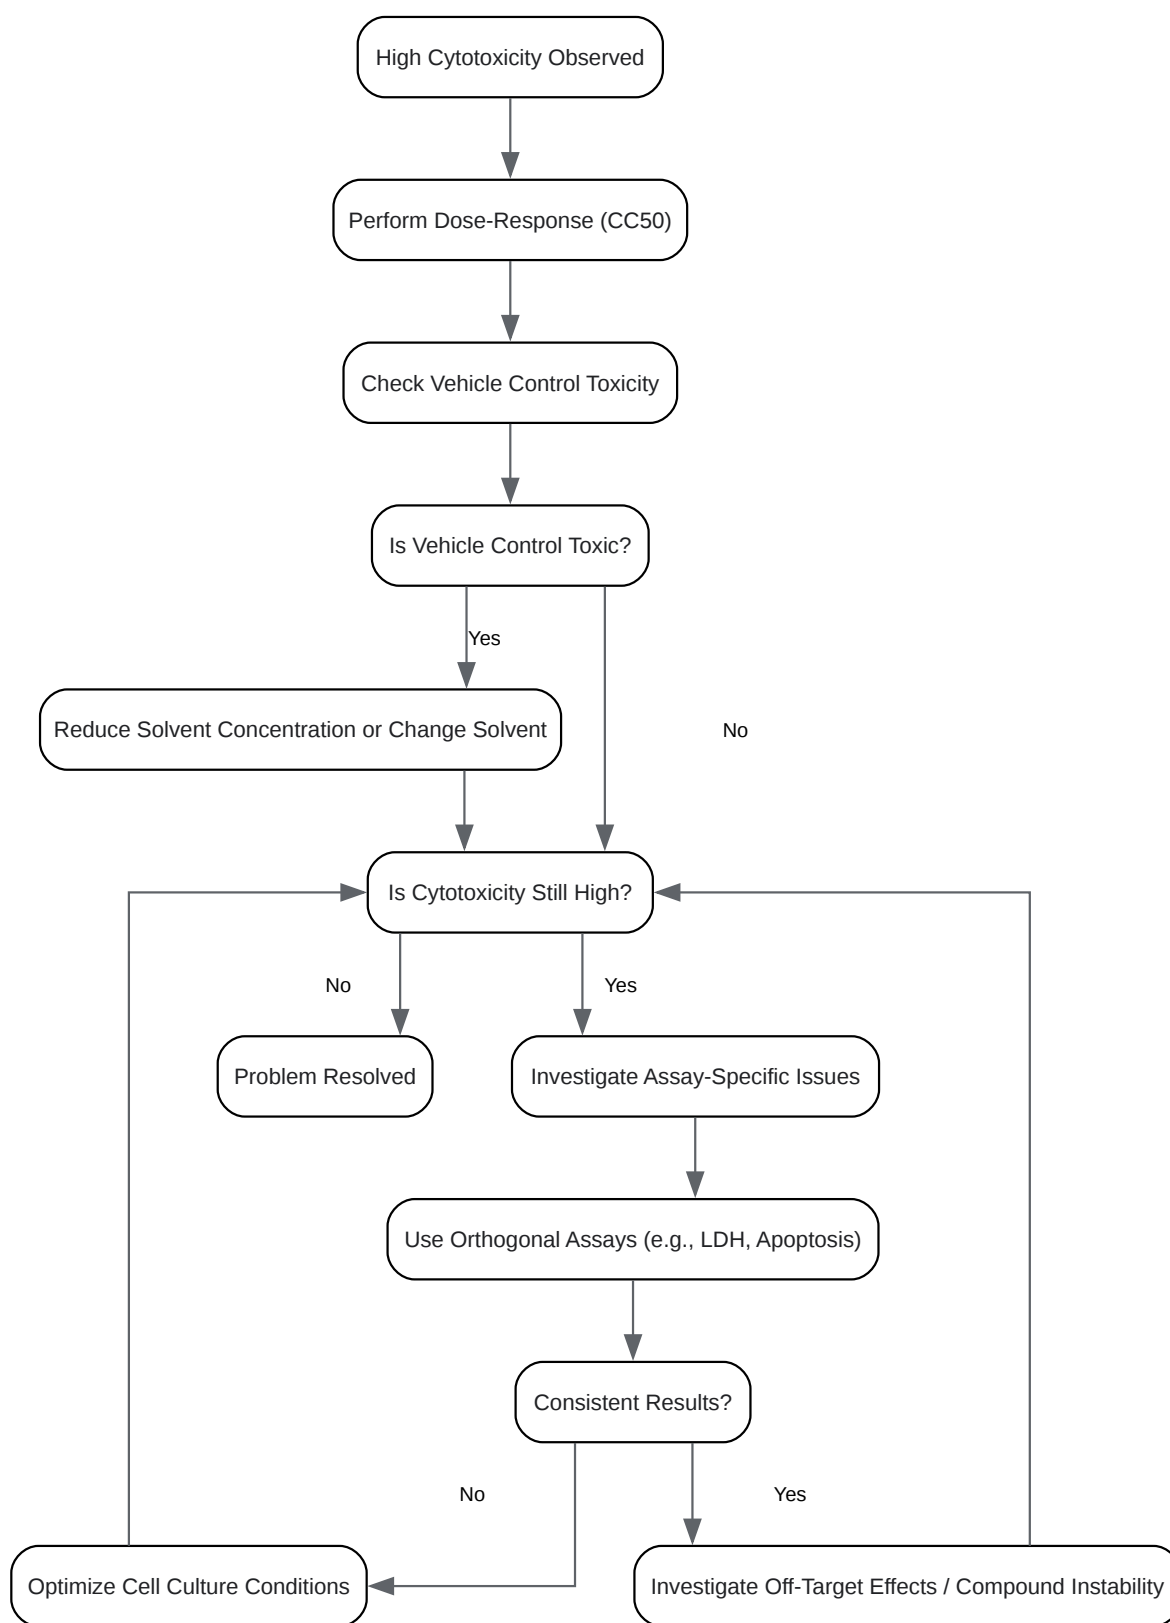 High Cytotoxicity Observed
Perform Dose-Response (CC50)
Check Vehicle Control Toxicity
Is Vehicle Control Toxic?
Yes
Reduce Solvent Concentration or Change Solvent
No
Is Cytotoxicity Still High?
No
Yes
Problem Resolved
Investigate Assay-Specific Issues
Use Orthogonal Assays (e.g., LDH, Apoptosis)
Consistent Results?
No
Yes
Optimize Cell Culture Conditions
Investigate Off-Target Effects / Compound Instability